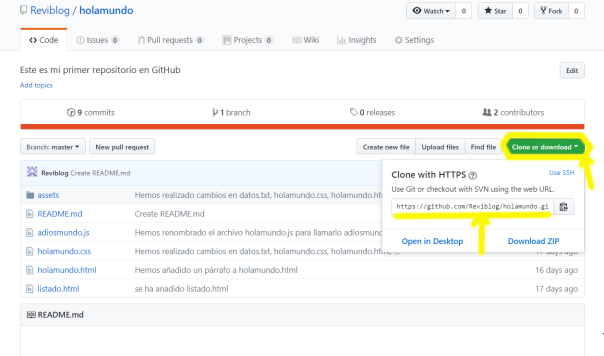 Reviblog / holamundo
Watch 0 Star 0 Fork 0
Code Issues 0 Pull requests 0 Projects 0 Wiki Insights Settings
Este es mi primer repositorio en GitHub Edit
Add topics
9 commits 1 branch 0 releases 2 contributors
Branch: master New pull request Create new file Upload files Find file Clone or download
Reviblog Create README.md
Clone with HTTPS Use SSH
Use Git or checkout with SVN using the web URL.
https://github.com/Reviblog/holamundo.gi
Open in Desktop Download ZIP
assets Hemos realizado cambios en datos.txt, holamundo.css, holamundo.ht
README.md Create README.md
adiosmundo.js Hemos renombrado el archivo holamundo.js para llamarlo adiosmund
holamundo.css Hemos realizado cambios en datos.txt, holamundo.css, holamundo.html, ... 17 days ago
holamundo.html Hemos añadido un párrafo a holamundo.html 16 days ago
listado.html se ha anadido listado.html 17 days ago
README.md